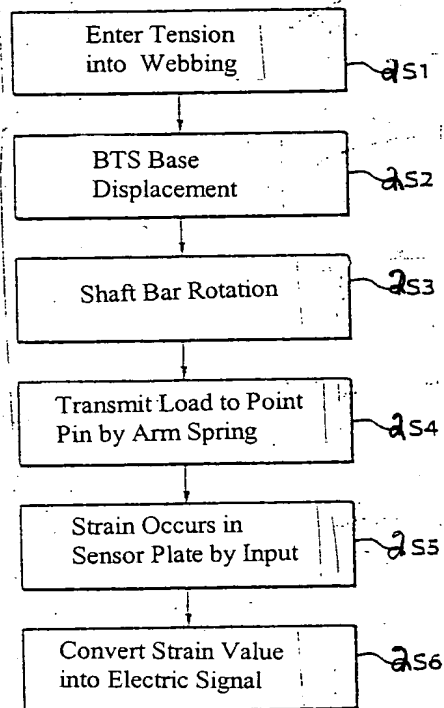 Enter Tension
into Webbing
2S1
BTS Base
Displacement
2S2
Shaft Bar Rotation
2S3
Transmit Load to Point
Pin by Arm Spring
2S4
Strain Occurs in
Sensor Plate by Input
2S5
Convert Strain Value
into Electric Signal
2S6